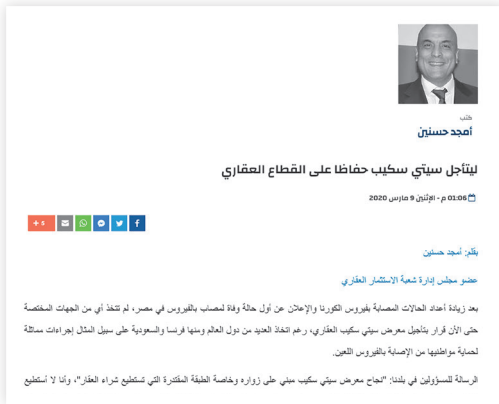 كتب
أمجد حسنين
ليتأجل سيتي سكيب حفاظا على القطاع العقاري
01:06 م - الإثنين 9 مارس 2020
+ 5
بقلم: أمجد حسنين
عضو مجلس إدارة شعبة الاستثمار العقاري
بعد زيادة أعداد الحالات المصابة بفيروس الكورنا والإعلان عن أول حالة وفاة لمصاب بالفيروس في مصر، لم تتخذ أي من الجهات المختصة
حتى الآن قرار بتأجيل معرض سيتي سكيب العقاري، رغم اتخاذ العديد من دول العالم ومنها فرنسا والسعودية على سبيل المثال إجراءات مماثلة
لحماية مواطنيها من الإصابة بالفيروس اللعين.
الرسالة للمسؤولين في بلدنا: "نجاح معرض سيتي سكيب مبني على زواره وخاصة الطبقة المقتدرة التي تستطيع شراء العقار"، وأنا لا أستطيع